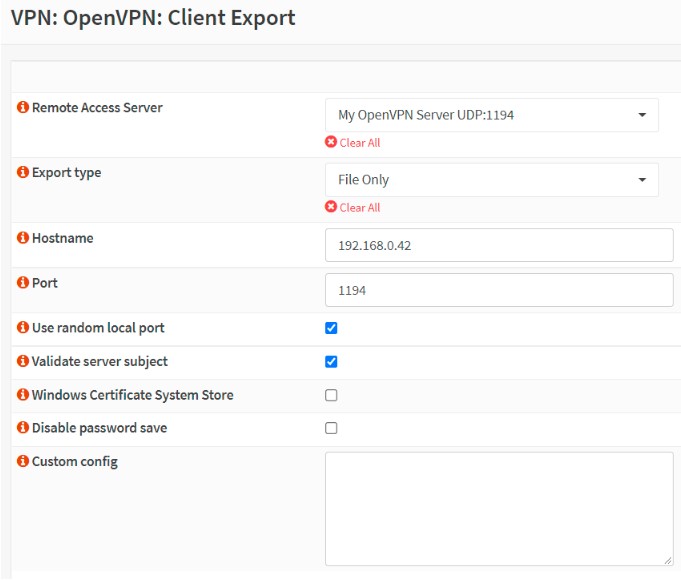 VPN: OpenVPN: Client Export
Remote Access Server
My OpenVPN Server UDP:1194
Clear All
Export type
File Only
Clear All
Hostname
192.168.0.42
Port
1194
Use random local port
Validate server subject
Windows Certificate System Store
Disable password save
Custom config